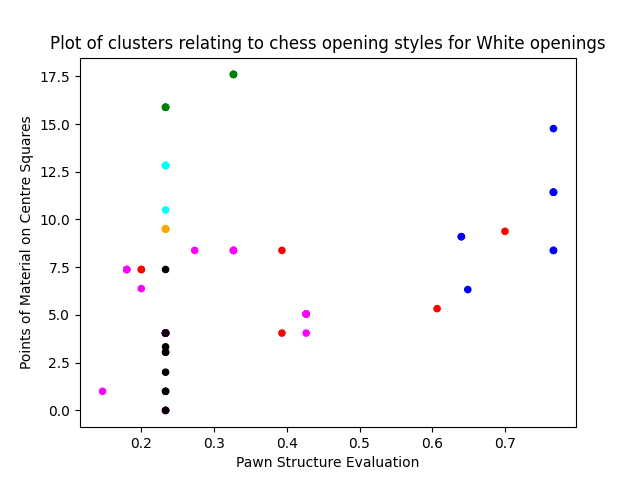 Plot of clusters relating to chess opening styles for White openings
17.5
15.0
12.5
10.0
7.5
5.0
2.5
0.0
Points of Material on Centre Squares
0.2 0.3 0.4 0.5 0.6 0.7
Pawn Structure Evaluation